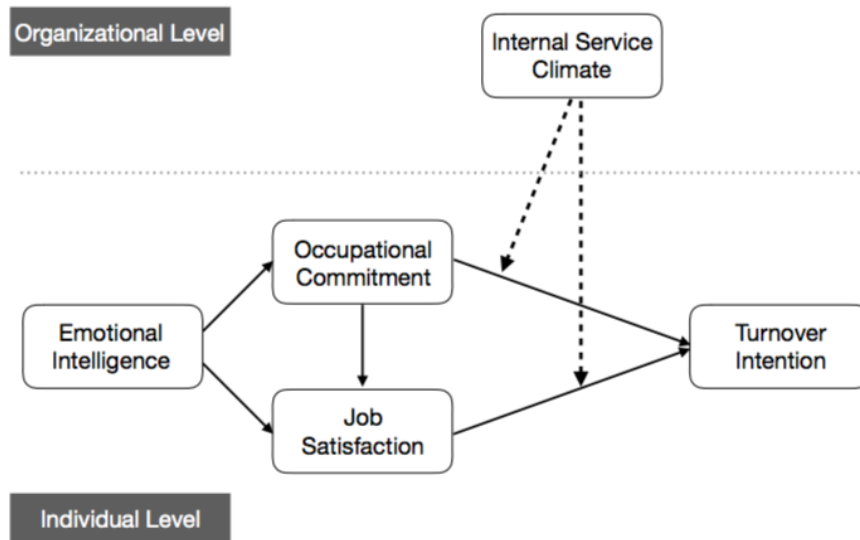 Organizational Level
Internal Service
Climate
Occupational
Commitment
Emotional
Intelligence
Turnover
Intention
Job
Satisfaction
Individual Level